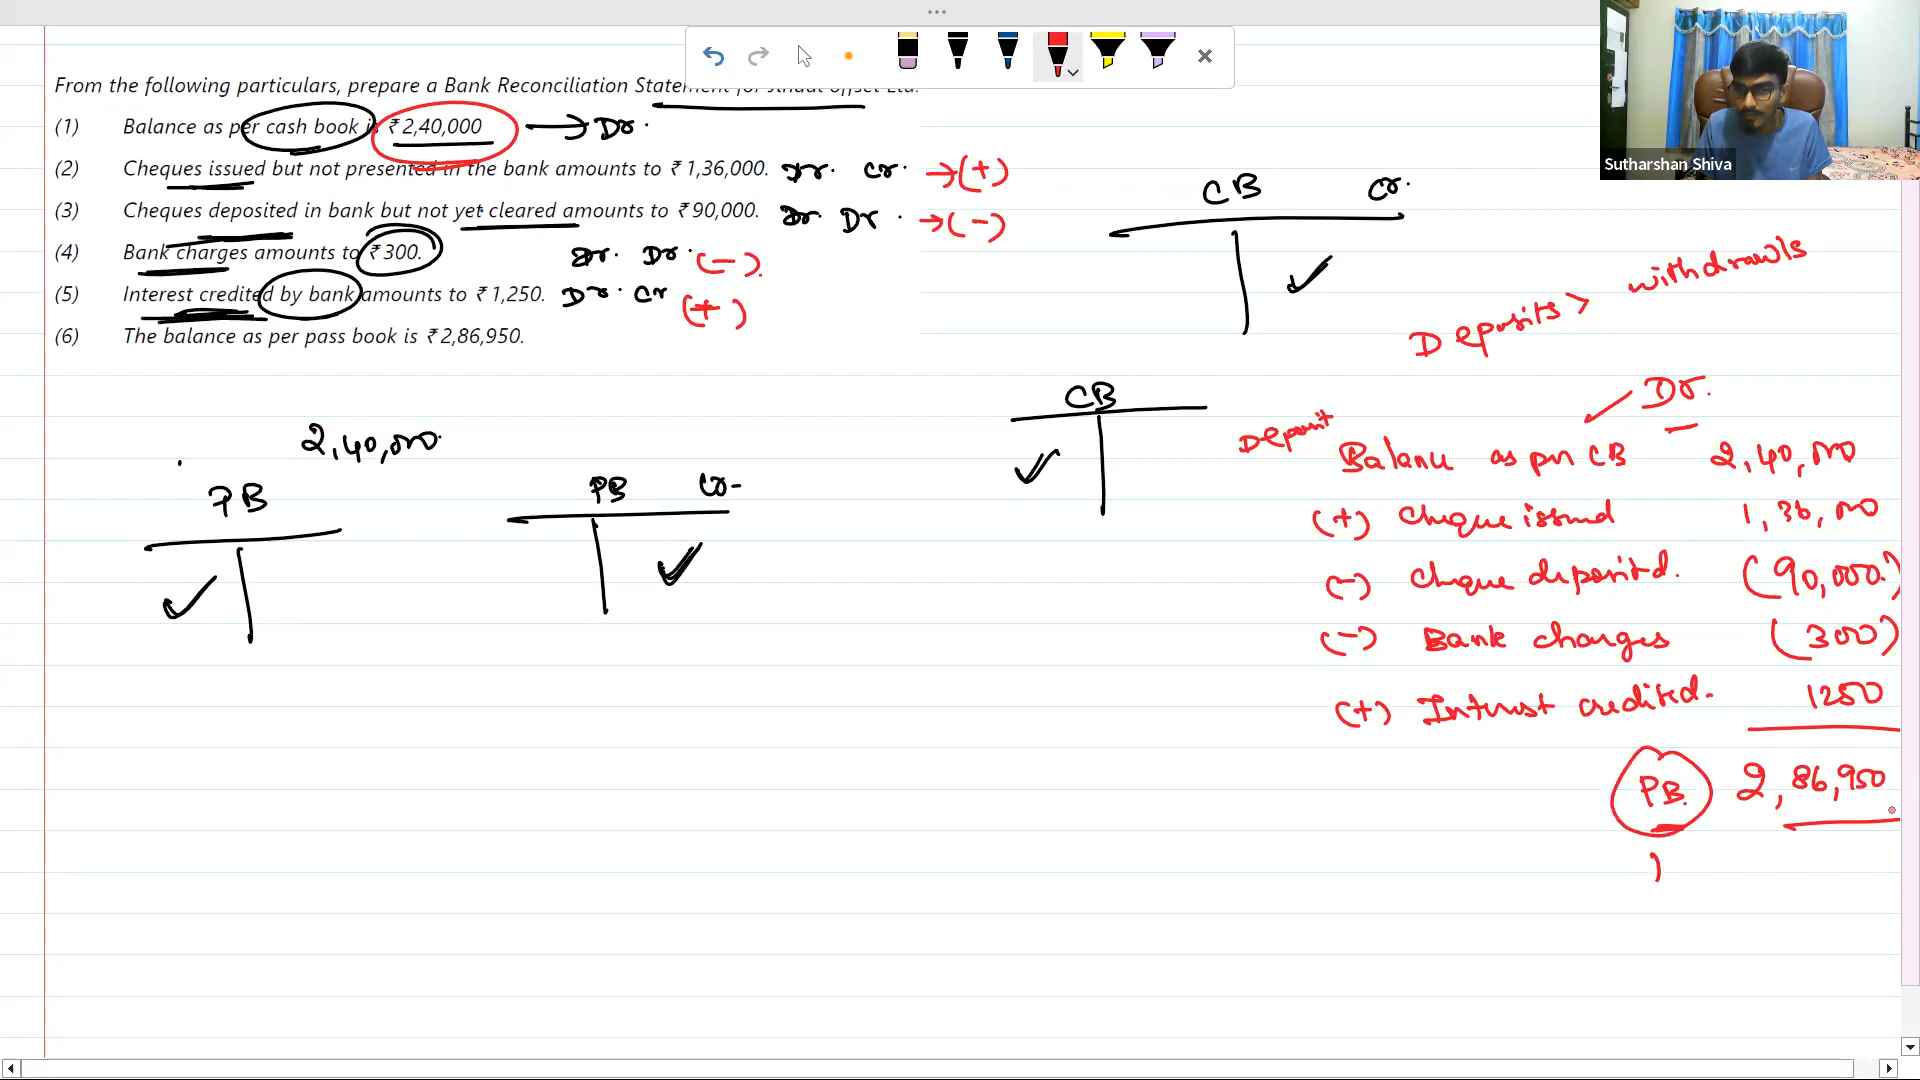 From the following particulars, prepare a Bank Reconciliation Statement for Jindal offset Ltd.
(1) Balance as per cash book is ₹2,40,000 → Dr.
(2) Cheques issued but not presented in the bank amounts to ₹1,36,000. Dr. Cr. →(+)
(3) Cheques deposited in bank but not yet cleared amounts to ₹90,000. Dr. Dr. →(-)
(4) Bank charges amounts to ₹300. Dr. Dr. (-)
(5) Interest credited by bank amounts to ₹1,250. Dr. Cr (+)
(6) The balance as per pass book is ₹2,86,950.
Sutharshan Shiva
CB Cr.
Deposits > withdrawls
CB
Deposit
Dr.
2,40,000
PB
PB Cr-
Balance as per CB 2,40,000
(+) Cheque issued 1,36,000
(-) Cheque deposited. (90,000.)
(-) Bank charges (300)
(+) Interest credited. 1250
PB. 2,86,950